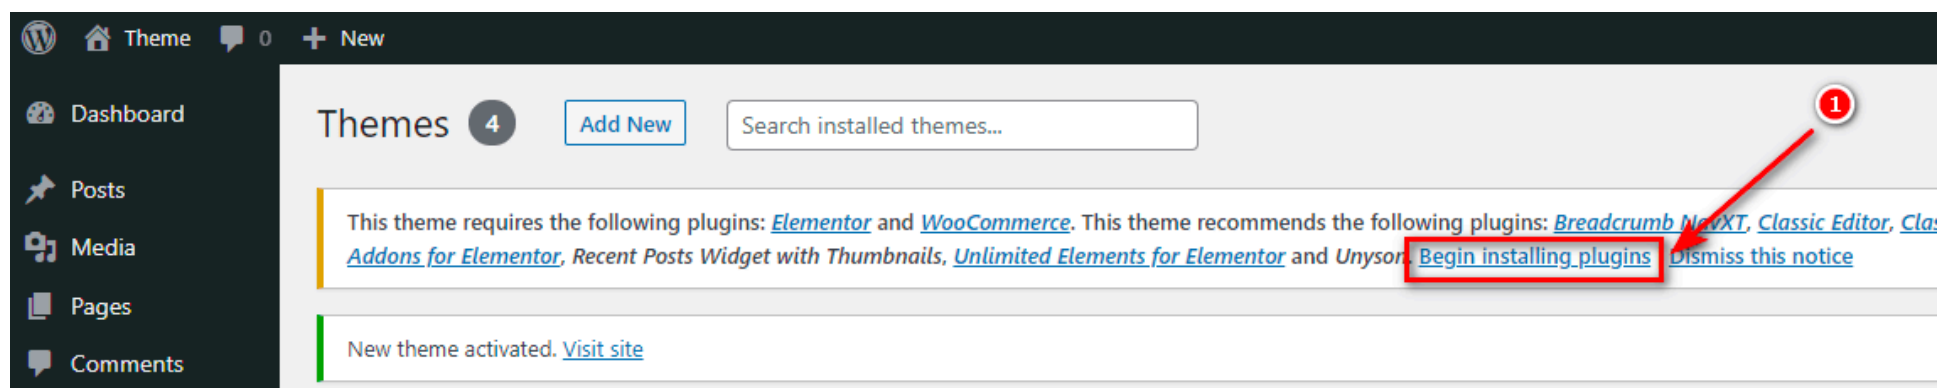 Theme 0 New
Dashboard
Posts
Media
Pages
Comments
Themes 4 Add New Search installed themes...
1
This theme requires the following plugins: Elementor and WooCommerce. This theme recommends the following plugins: Breadcrumb NavXT, Classic Editor,
Addons for Elementor, Recent Posts Widget with Thumbnails, Unlimited Elements for Elementor and Unyson. Begin installing plugins Dismiss this notice
New theme activated. Visit site